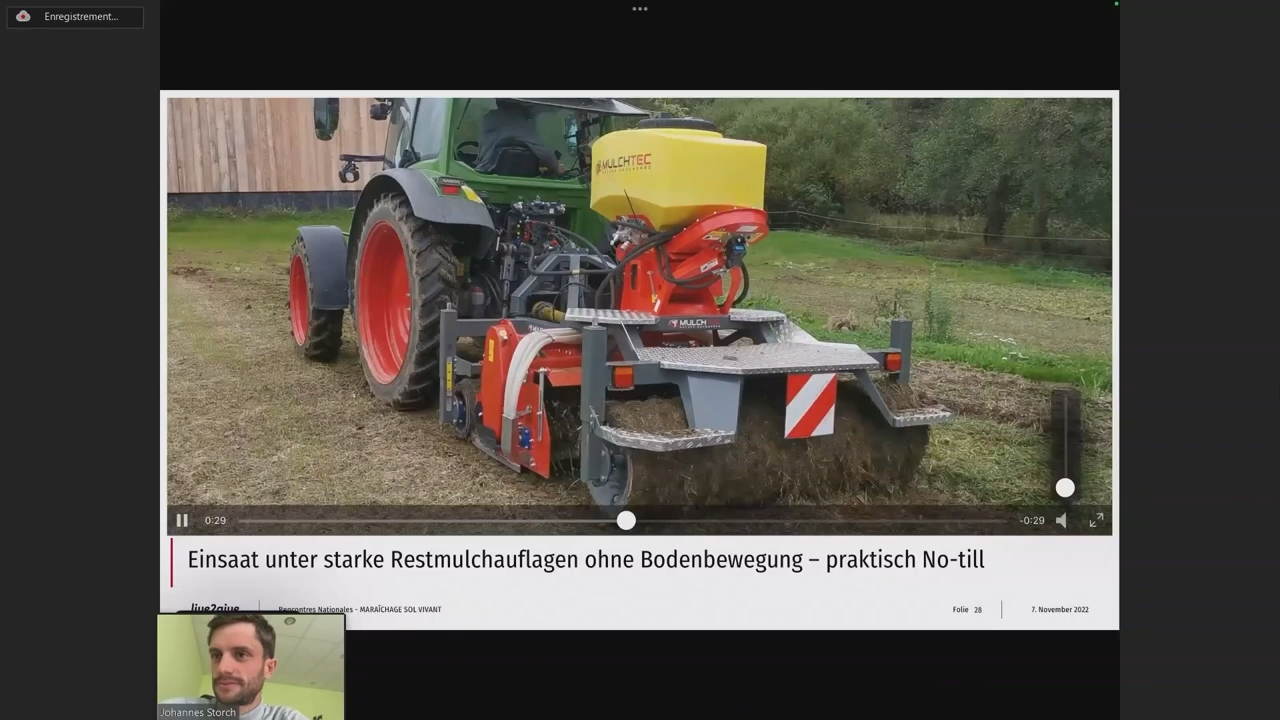 Enregistrement...
MULCHTEC
MULCH
0:29
-0:29
Einsaat unter starke Restmulchauflagen ohne Bodenbewegung – praktisch No-till
live2give
Rencontres Nationales - MARAÎCHAGE SOL VIVANT
Folie 28
7. November 2022
Johannes Storch